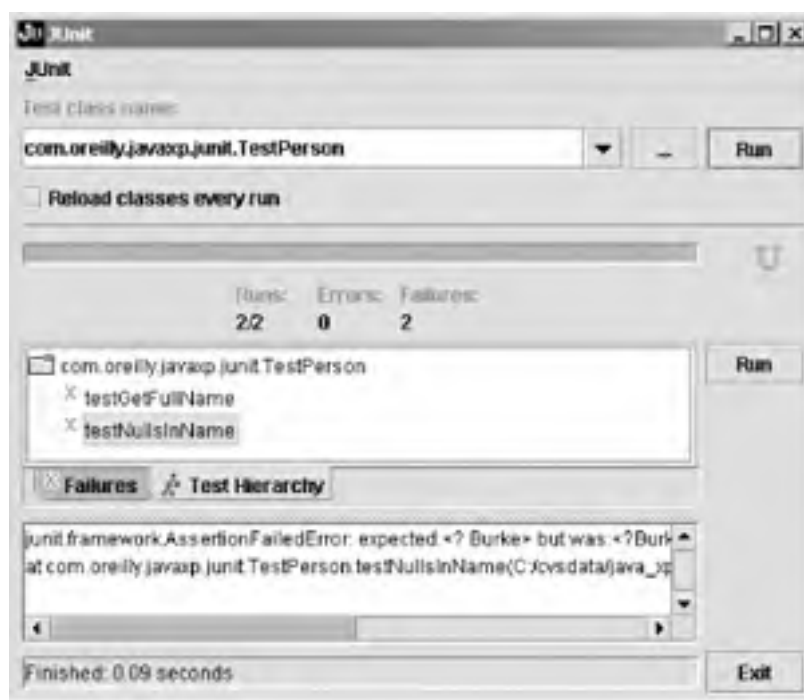 JUnit
JUnit
Test class name:
com.oreilly.javaxp.junit.TestPerson
...
Run
Reload classes every run
Runs: Errors: Failures:
2/2 0 2
com.oreilly.javaxp.junit.TestPerson
X testGetFullName
X testNullsInName
Run
Failures Test Hierarchy
junit.framework.AssertionFailedError: expected:<? Burke> but was:<?Burk
at com.oreilly.javaxp.junit.TestPerson.testNullsInName(C:/cvsdata/java_xp
Finished: 0.09 seconds
Exit